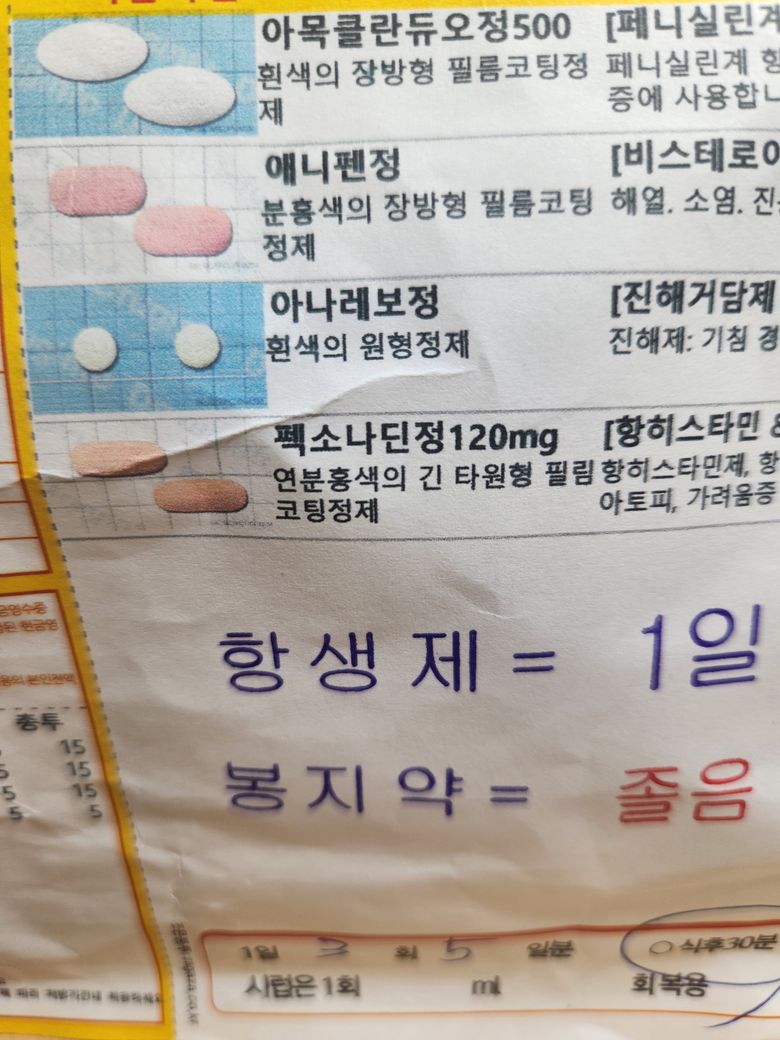 아목클란듀오정500 [페니실린계
흰색의 장방형 필름코팅정 페니실린계 항
제 증에 사용합니
애니펜정 [비스테로이
분홍색의 장방형 필름코팅 해열. 소염. 진
정제
아나레보정 [진해거담제
흰색의 원형정제 진해제: 기침 경
펙소나딘정120mg [항히스타민 &
연분홍색의 긴 타원형 필림 항히스타민제, 항
코팅정제 아토피, 가려움증
항생제 = 1일
봉지약 = 졸음
총투
15
5 15
5 15
5 5
1일 3 회 5 일분 식후30분
시럽은1회 ml 회복용